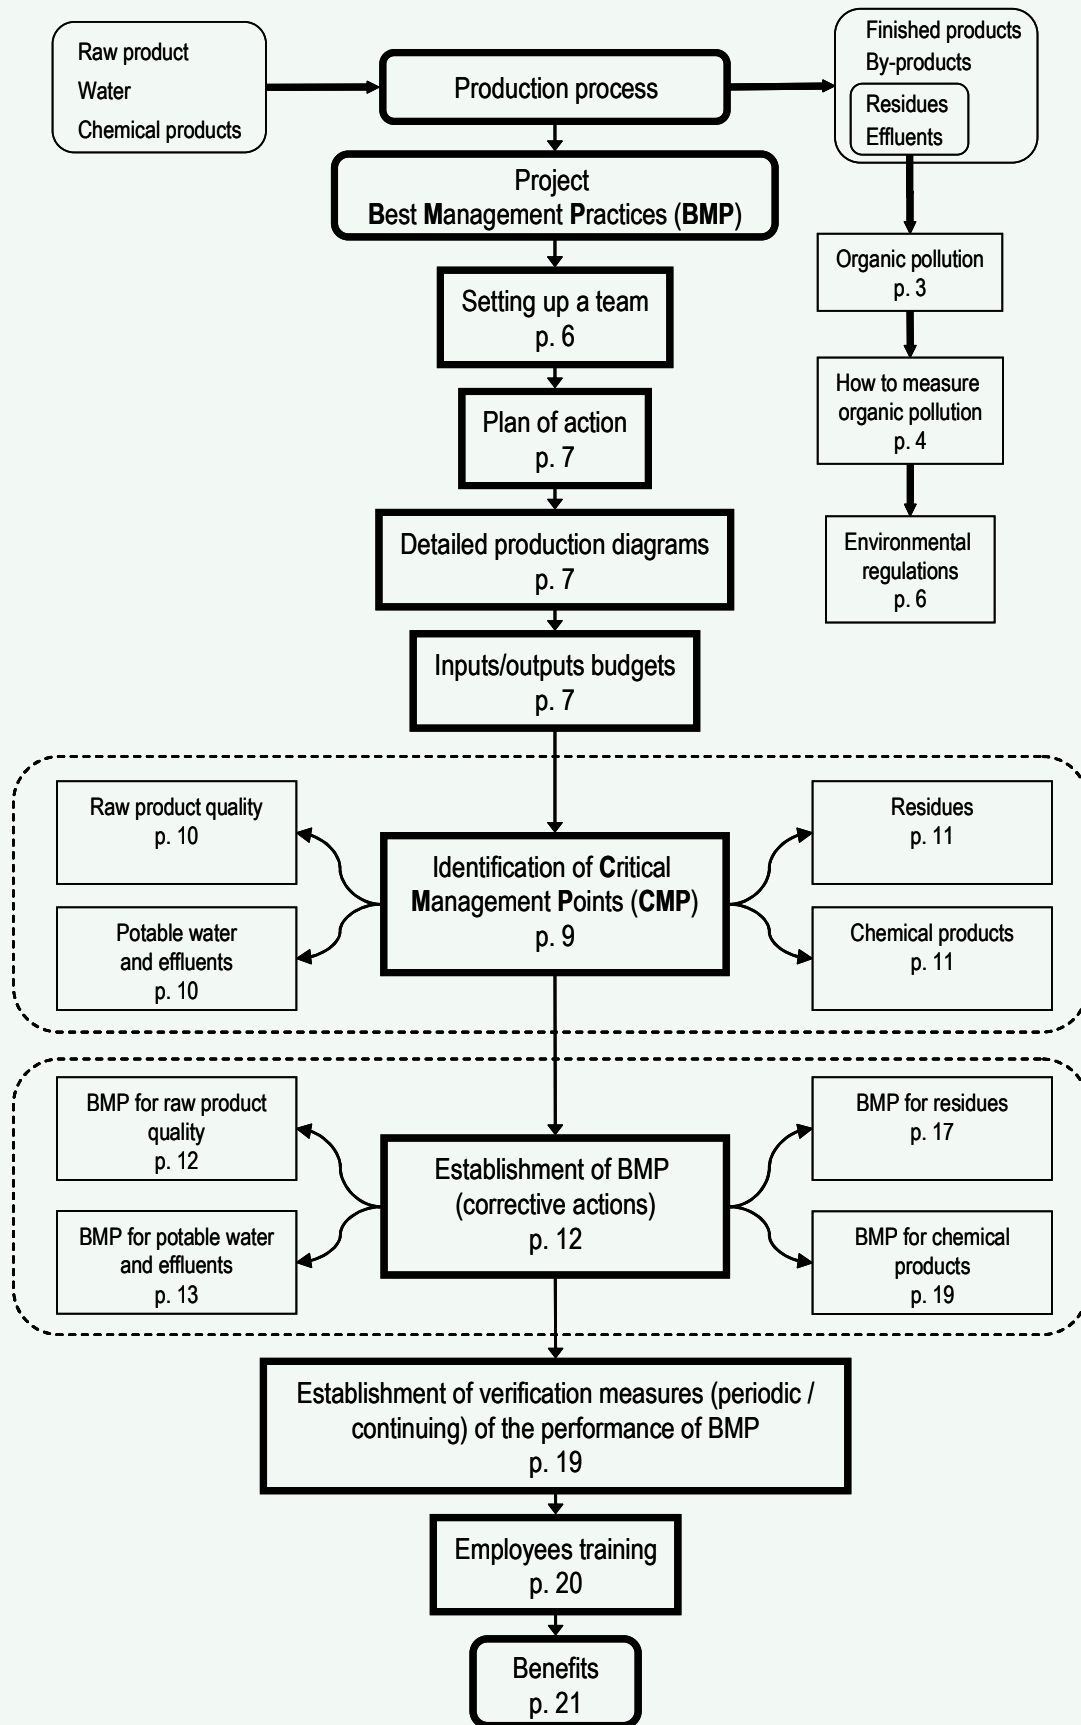 Raw product
Water
Chemical products
Production process
Finished products
By-products
Residues
Effluents
Project
Best Management Practices (BMP)
Organic pollution
p. 3
Setting up a team
p. 6
How to measure
organic pollution
p. 4
Plan of action
p. 7
Detailed production diagrams
p. 7
Environmental
regulations
p. 6
Inputs/outputs budgets
p. 7
Raw product quality
p. 10
Potable water
and effluents
p. 10
Identification of Critical
Management Points (CMP)
p. 9
Residues
p. 11
Chemical products
p. 11
BMP for raw product
quality
p. 12
BMP for potable water
and effluents
p. 13
Establishment of BMP
(corrective actions)
p. 12
BMP for residues
p. 17
BMP for chemical
products
p. 19
Establishment of verification measures (periodic /
continuing) of the performance of BMP
p. 19
Employees training
p. 20
Benefits
p. 21